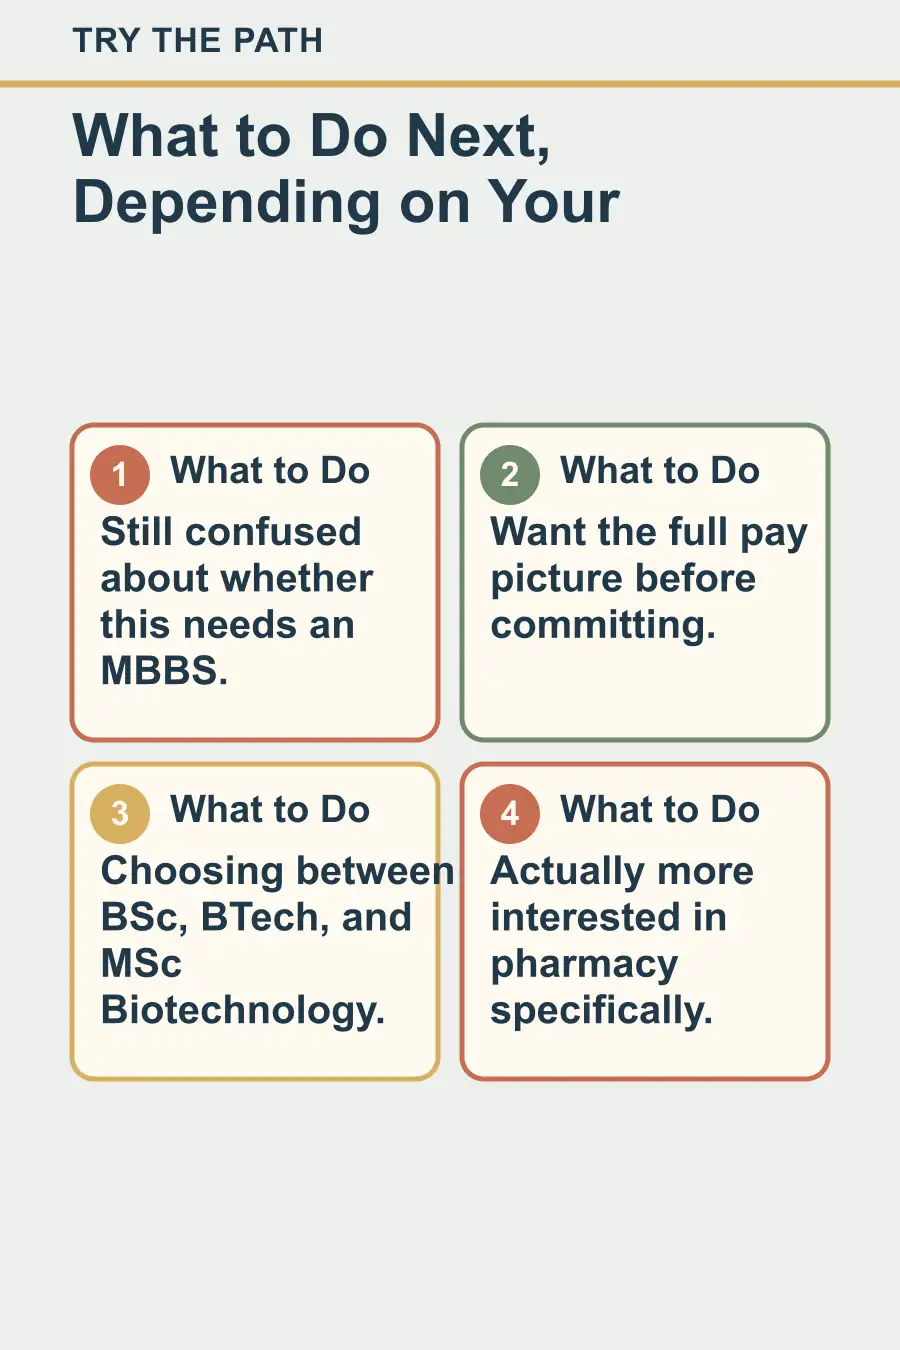 TRY THE PATH
What to Do Next,
Depending on Your
1 What to Do
Still confused
about whether
this needs an
MBBS.
2 What to Do
Want the full pay
picture before
committing.
3 What to Do
Choosing between
BSc, BTech, and
MSc
Biotechnology.
4 What to Do
Actually more
interested in
pharmacy
specifically.